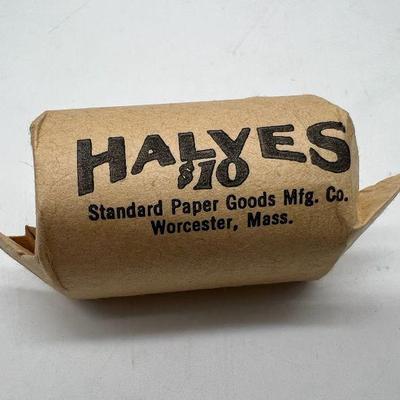 HALVES
$10
Standard Paper Goods Mfg. Co.
Worcester, Mass.